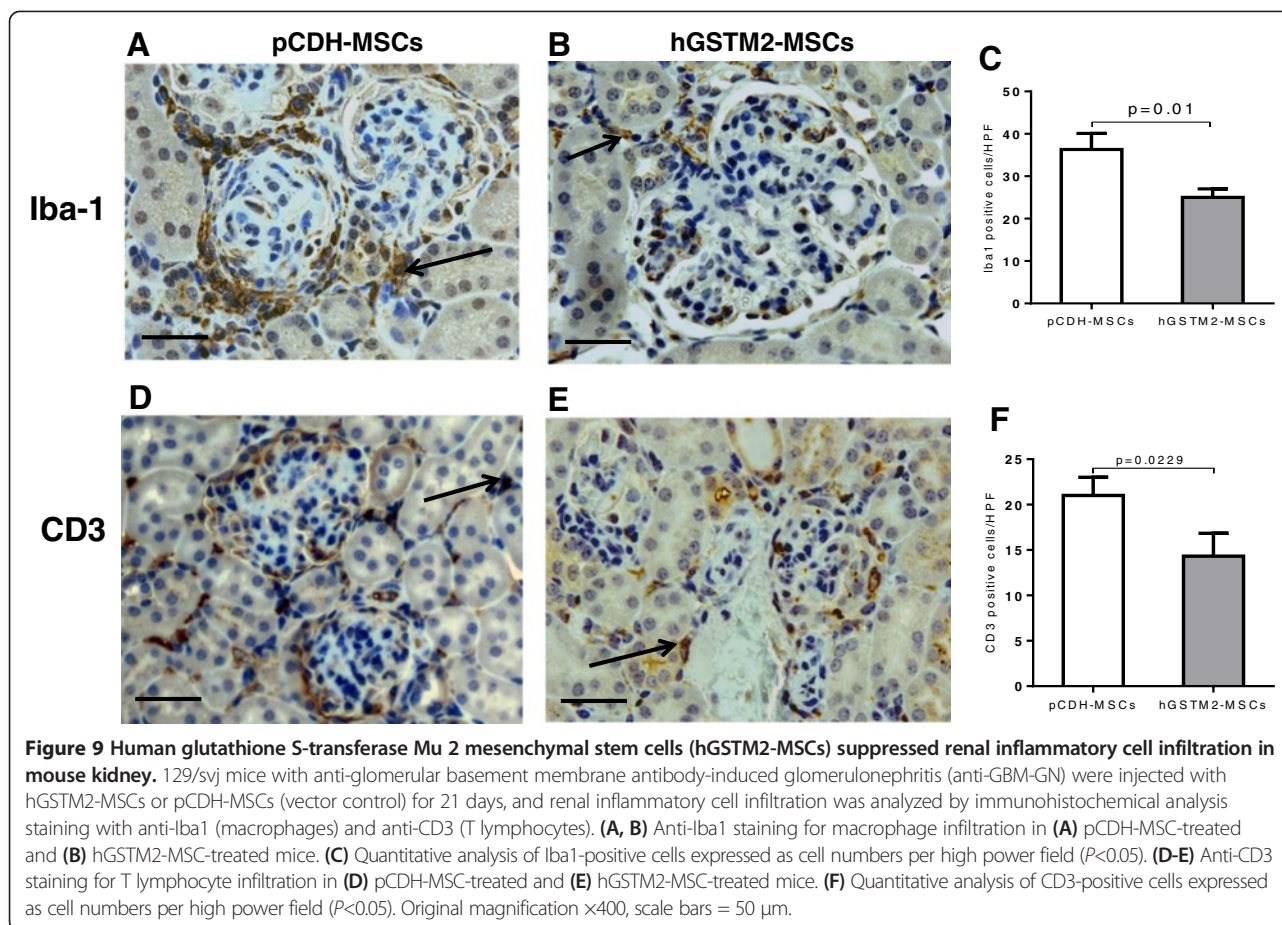 A
pCDH-MSCs
B
hGSTM2-MSCs
C
Iba-1
Iba1 positive cells/HPF
50
40
30
20
10
0
p=0.01
pCDH-MSCs
hGSTM2-MSCs
D
E
F
CD3
CD3 positive cells/HPF
25
20
15
10
5
0
p=0.0229
pCDH-MSCs
hGSTM2-MSCs
Figure 9 Human glutathione S-transferase Mu 2 mesenchymal stem cells (hGSTM2-MSCs) suppressed renal inflammatory cell infiltration in
mouse kidney. 129/svj mice with anti-glomerular basement membrane antibody-induced glomerulonephritis (anti-GBM-GN) were injected with
hGSTM2-MSCs or pCDH-MSCs (vector control) for 21 days, and renal inflammatory cell infiltration was analyzed by immunohistochemical analysis
staining with anti-Iba1 (macrophages) and anti-CD3 (T lymphocytes). (A, B) Anti-Iba1 staining for macrophage infiltration in (A) pCDH-MSC-treated
and (B) hGSTM2-MSC-treated mice. (C) Quantitative analysis of Iba1-positive cells expressed as cell numbers per high power field (P<0.05). (D-E) Anti-CD3
staining for T lymphocyte infiltration in (D) pCDH-MSC-treated and (E) hGSTM2-MSC-treated mice. (F) Quantitative analysis of CD3-positive cells expressed
as cell numbers per high power field (P<0.05). Original magnification ×400, scale bars = 50 μm.